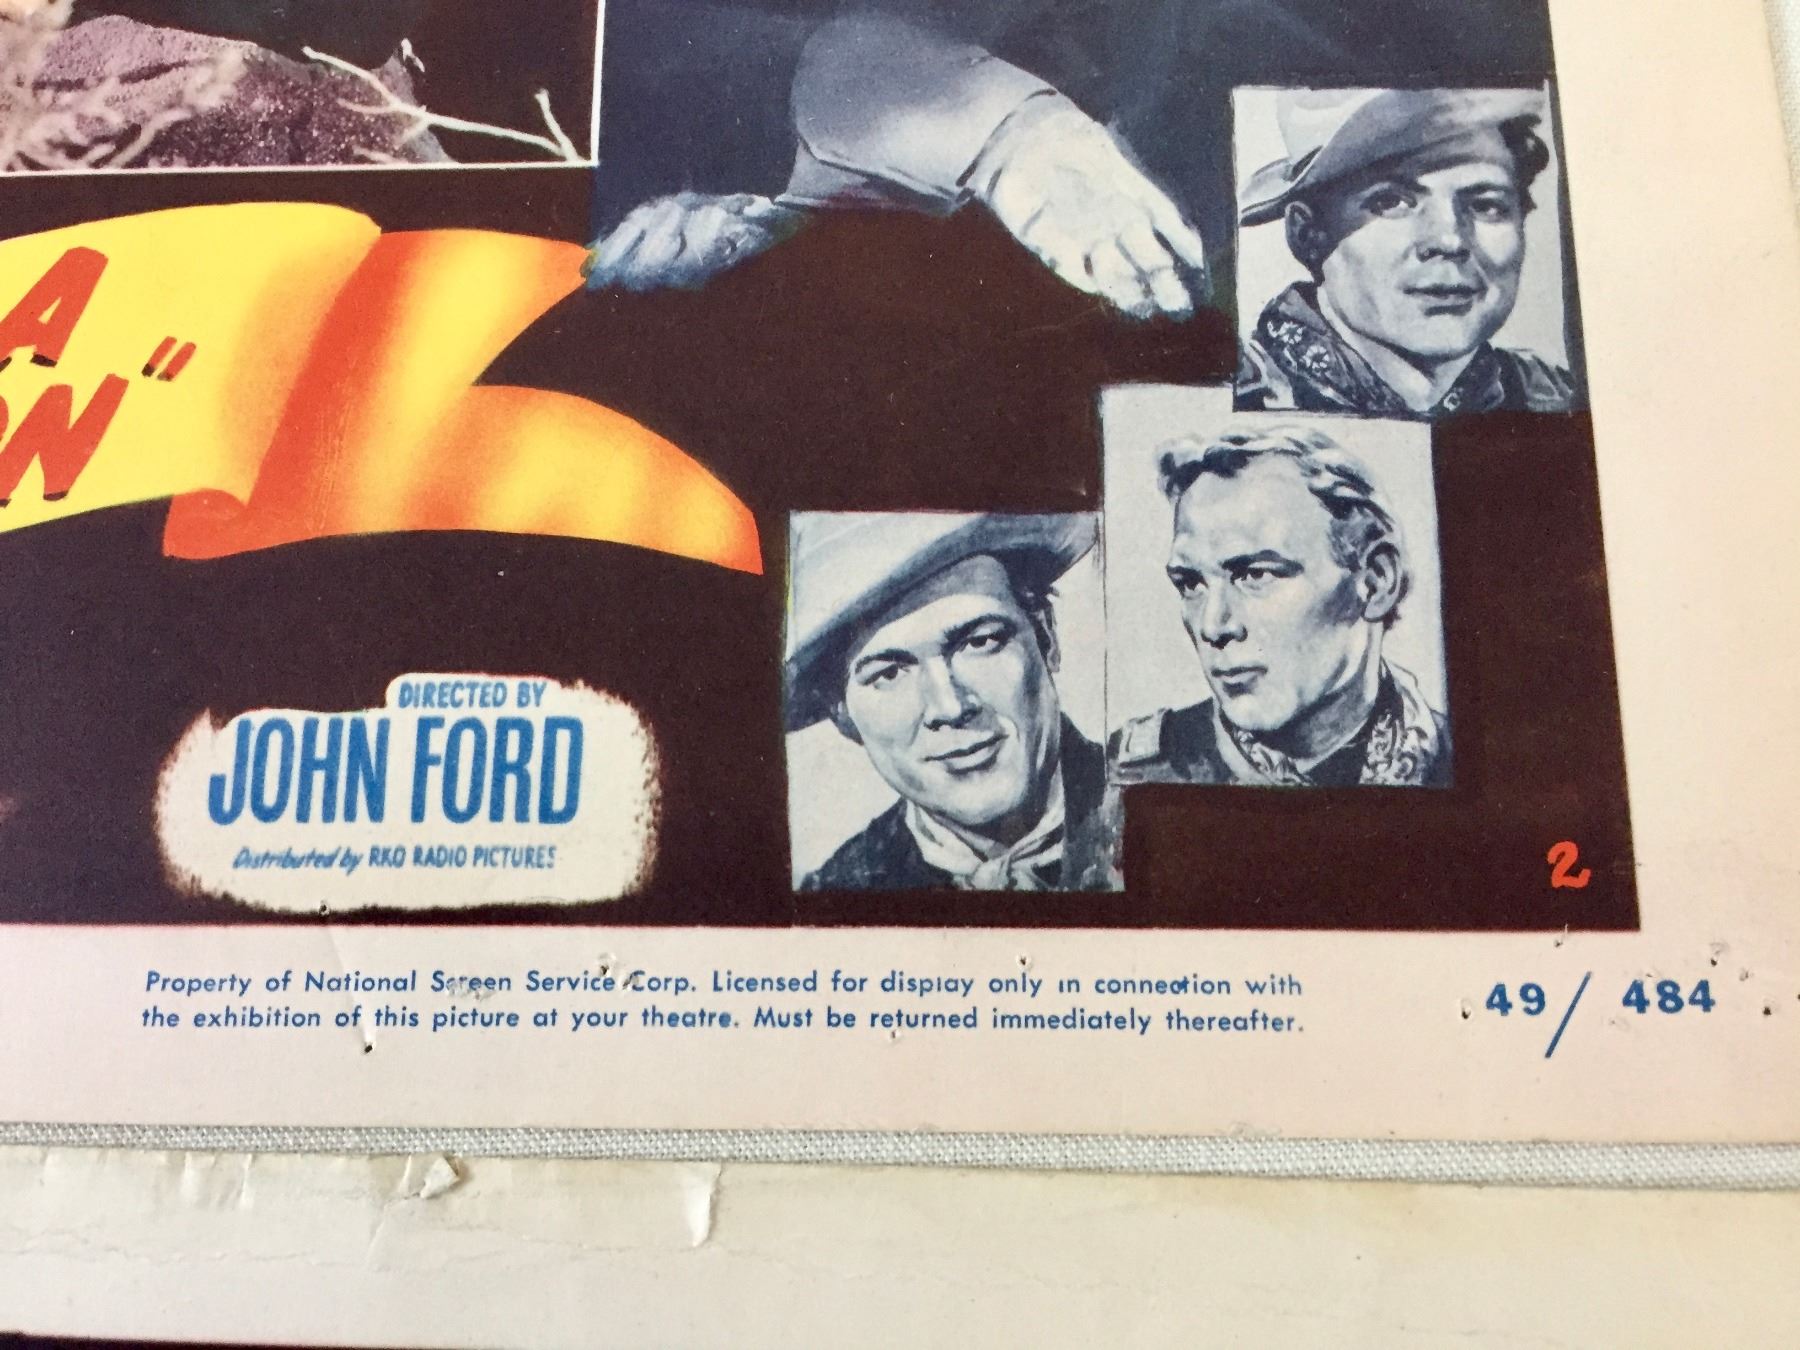 A
ON"
DIRECTED BY
JOHN FORD
Distributed by RKO RADIO PICTURES
2
Property of National Screen Service Corp. Licensed for display only in connection with
the exhibition of this picture at your theatre. Must be returned immediately thereafter.
49/ 484